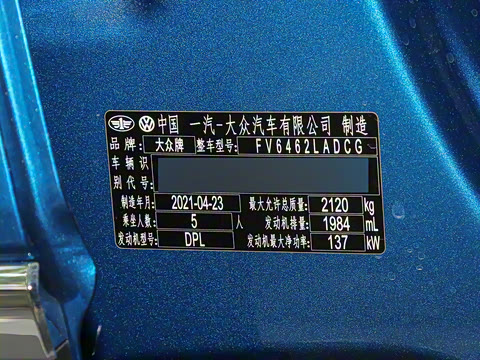 中国 一汽-大众汽车有限公司 制造
品牌 大众牌 整车型号: FV6462LADCG
车辆识
别代号:
制造年月: 2021-04-23 最大允许总质量: 2120 kg
乘坐人数: 5 人 发动机排量: 1984 mL
发动机型号: DPL 发动机最大净功率: 137 kW